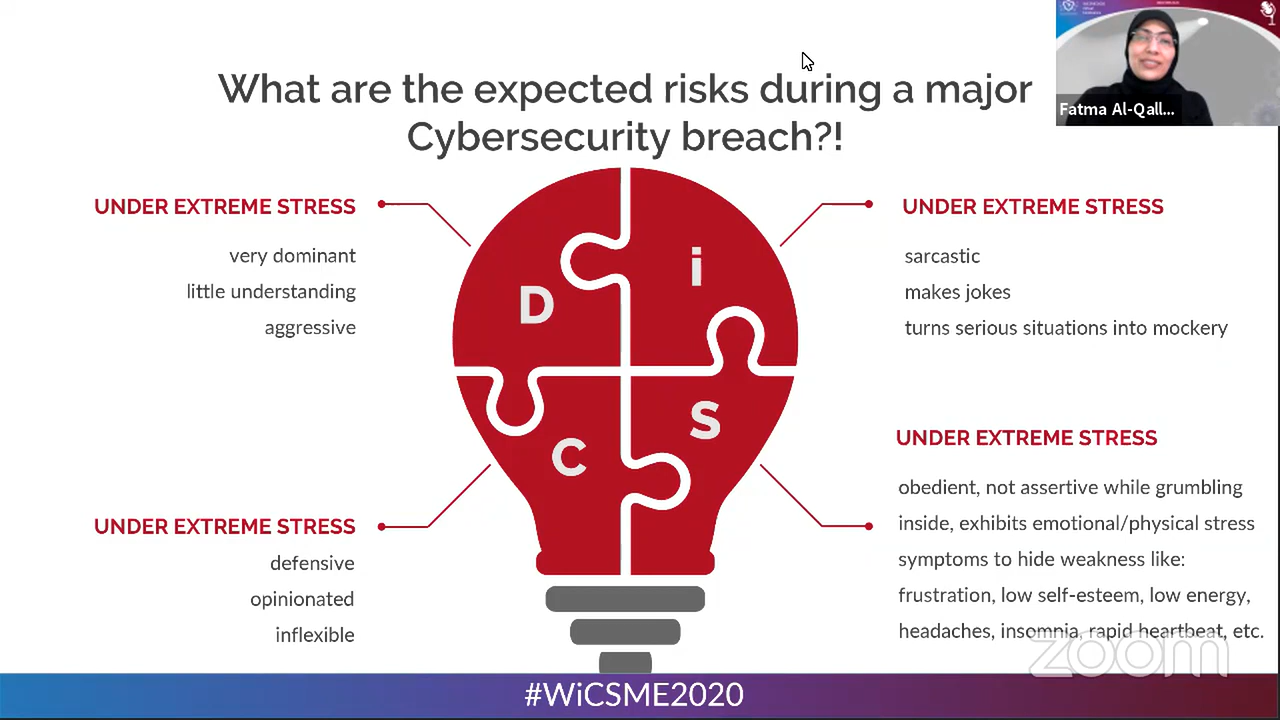 What are the expected risks during a major
Cybersecurity breach?!
Fatma Al-Qall...
UNDER EXTREME STRESS
very dominant
little understanding
aggressive
D
i
UNDER EXTREME STRESS
sarcastic
makes jokes
turns serious situations into mockery
C
S
UNDER EXTREME STRESS
defensive
opinionated
inflexible
UNDER EXTREME STRESS
obedient, not assertive while grumbling
inside, exhibits emotional/physical stress
symptoms to hide weakness like:
frustration, low self-esteem, low energy,
headaches, insomnia, rapid heartbeat, etc.
zoom
#WiCSME2020